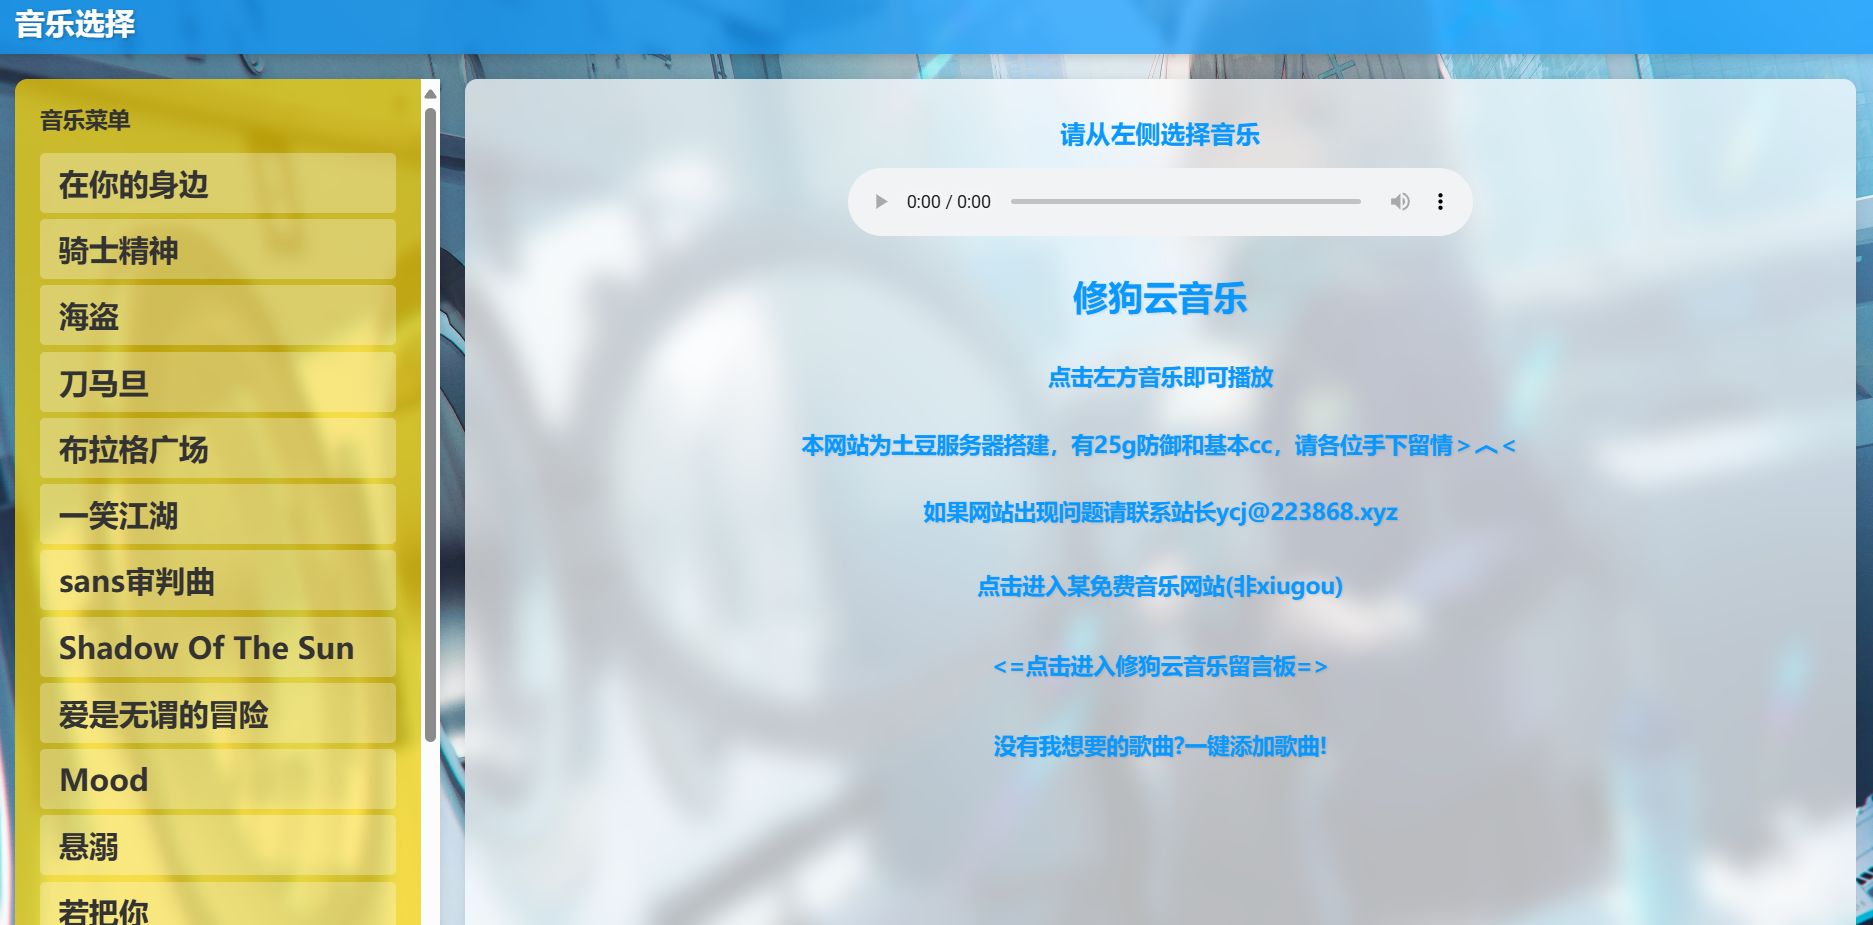 音乐选择
音乐菜单
在你的身边
骑士精神
海盗
刀马旦
布拉格广场
一笑江湖
sans审判曲
Shadow Of The Sun
爱是无谓的冒险
Mood
悬溺
若把你
请从左侧选择音乐
0:00 / 0:00
修狗云音乐
点击左方音乐即可播放
本网站为土豆服务器搭建，有25g防御和基本cc，请各位手下留情＞︿＜
如果网站出现问题请联系站长ycj@223868.xyz
点击进入某免费音乐网站(非xiugou)
<=点击进入修狗云音乐留言板=>
没有我想要的歌曲?一键添加歌曲!